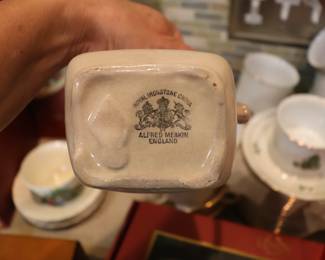 ROYAL IRONSTONE CHINA
ALFRED MEAKIN
ENGLAND